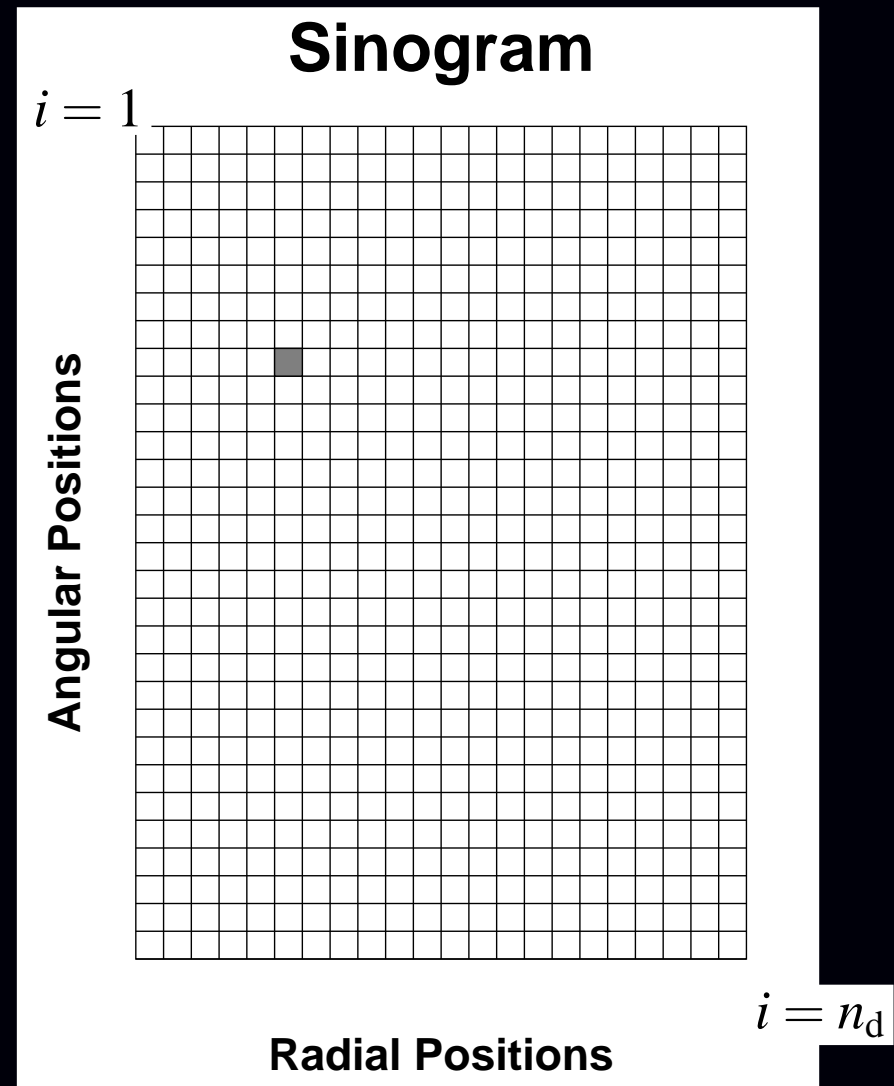 Sinogram
i = 1
Angular Positions
i = n_d
Radial Positions